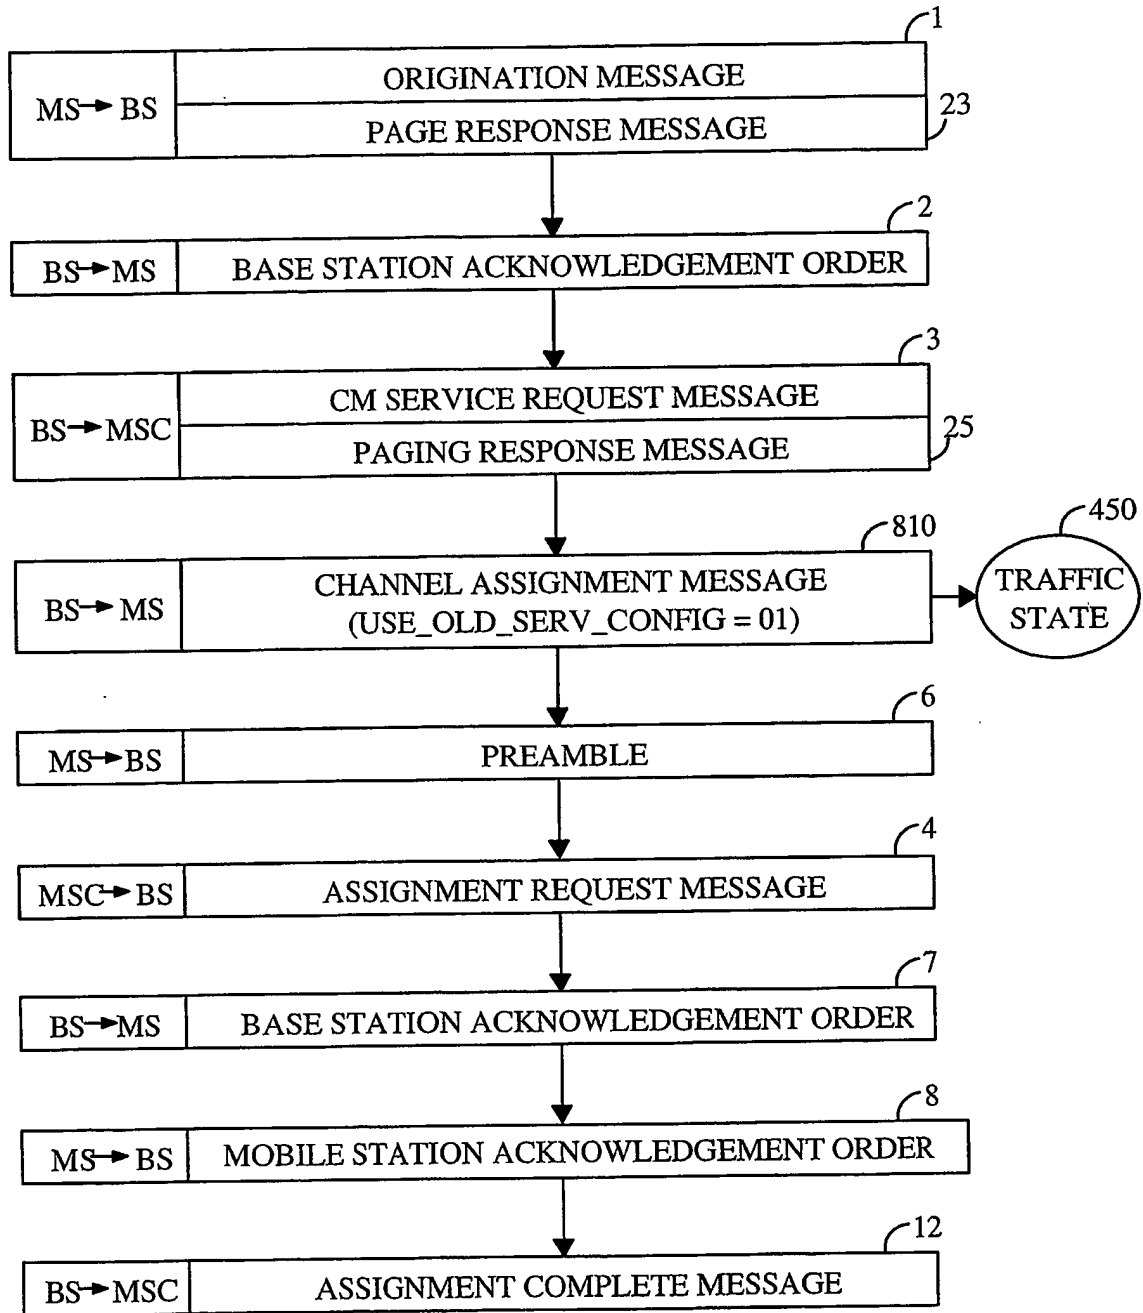 1
MS → BS
ORIGINATION MESSAGE
23
PAGE RESPONSE MESSAGE
2
BS → MS
BASE STATION ACKNOWLEDGEMENT ORDER
3
BS → MSC
CM SERVICE REQUEST MESSAGE
25
PAGING RESPONSE MESSAGE
810
450
BS → MS
CHANNEL ASSIGNMENT MESSAGE
(USE_OLD_SERV_CONFIG = 01)
TRAFFIC
STATE
6
MS → BS
PREAMBLE
4
MSC → BS
ASSIGNMENT REQUEST MESSAGE
7
BS → MS
BASE STATION ACKNOWLEDGEMENT ORDER
8
MS → BS
MOBILE STATION ACKNOWLEDGEMENT ORDER
12
BS → MSC
ASSIGNMENT COMPLETE MESSAGE